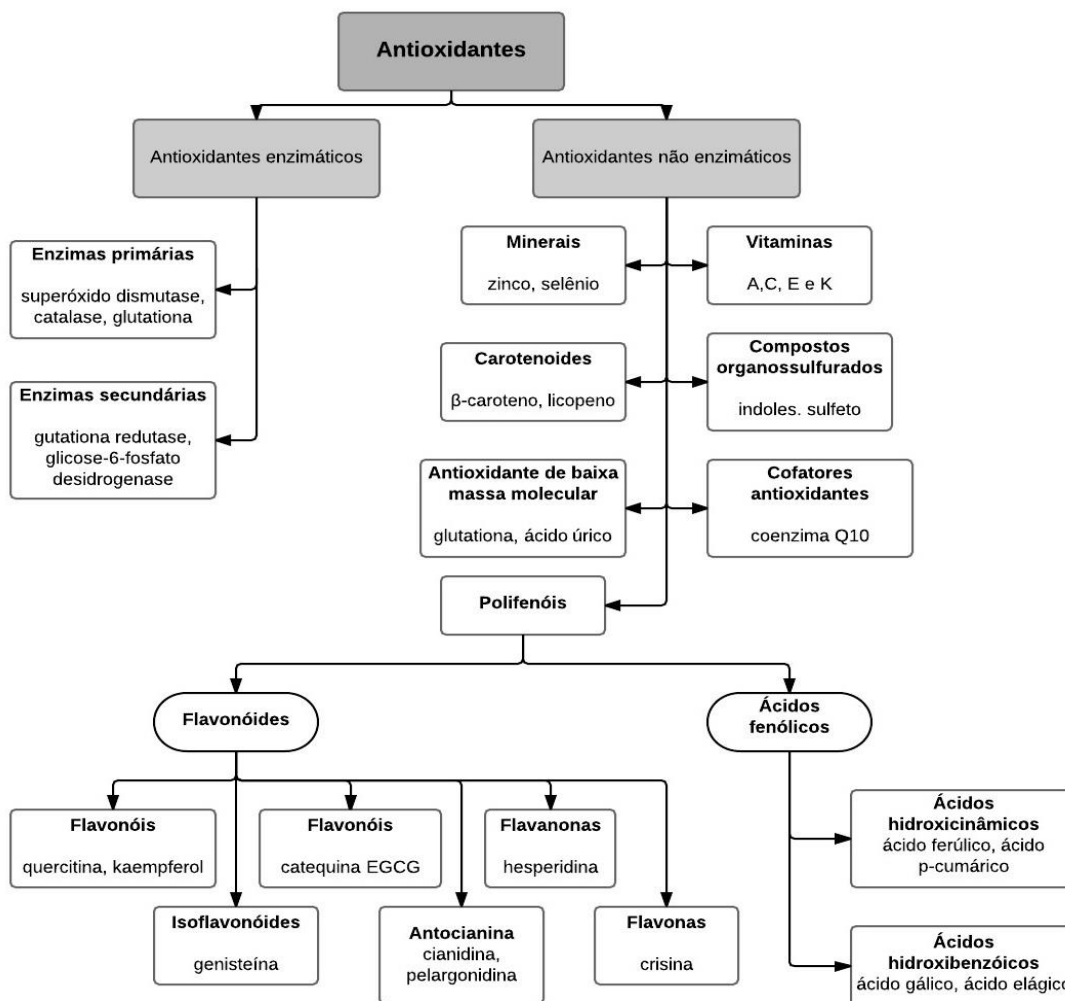 Antioxidantes
Antioxidantes enzimáticos
Antioxidantes não enzimáticos
Enzimas primárias
superóxido dismutase,
catalase, glutationa
Enzimas secundárias
gutationa redutase,
glicose-6-fosfato
desidrogenase
Minerais
zinco, selênio
Vitaminas
A,C, E e K
Carotenoides
β-caroteno, licopeno
Compostos
organossulfurados
indoles. sulfeto
Antioxidante de baixa
massa molecular
glutationa, ácido úrico
Cofatores
antioxidantes
coenzima Q10
Polifenóis
Flavonóides
Ácidos
fenólicos
Flavonóis
quercitina, kaempferol
Flavonóis
catequina EGCG
Flavanonas
hesperidina
Isoflavonóides
genisteína
Antocianina
cianidina,
pelargonidina
Flavonas
crisina
Ácidos
hidroxicinâmicos
ácido ferúlico, ácido
p-cumárico
Ácidos
hidroxibenzóicos
ácido gálico, ácido elágico